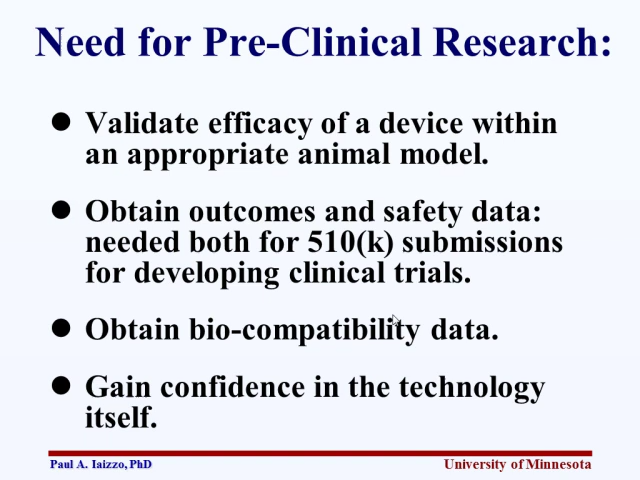 Need for Pre-Clinical Research:
● Validate efficacy of a device within
an appropriate animal model.
● Obtain outcomes and safety data:
needed both for 510(k) submissions
for developing clinical trials.
● Obtain bio-compatibility data.
● Gain confidence in the technology
itself.
Paul A. Iaizzo, PhD
University of Minnesota